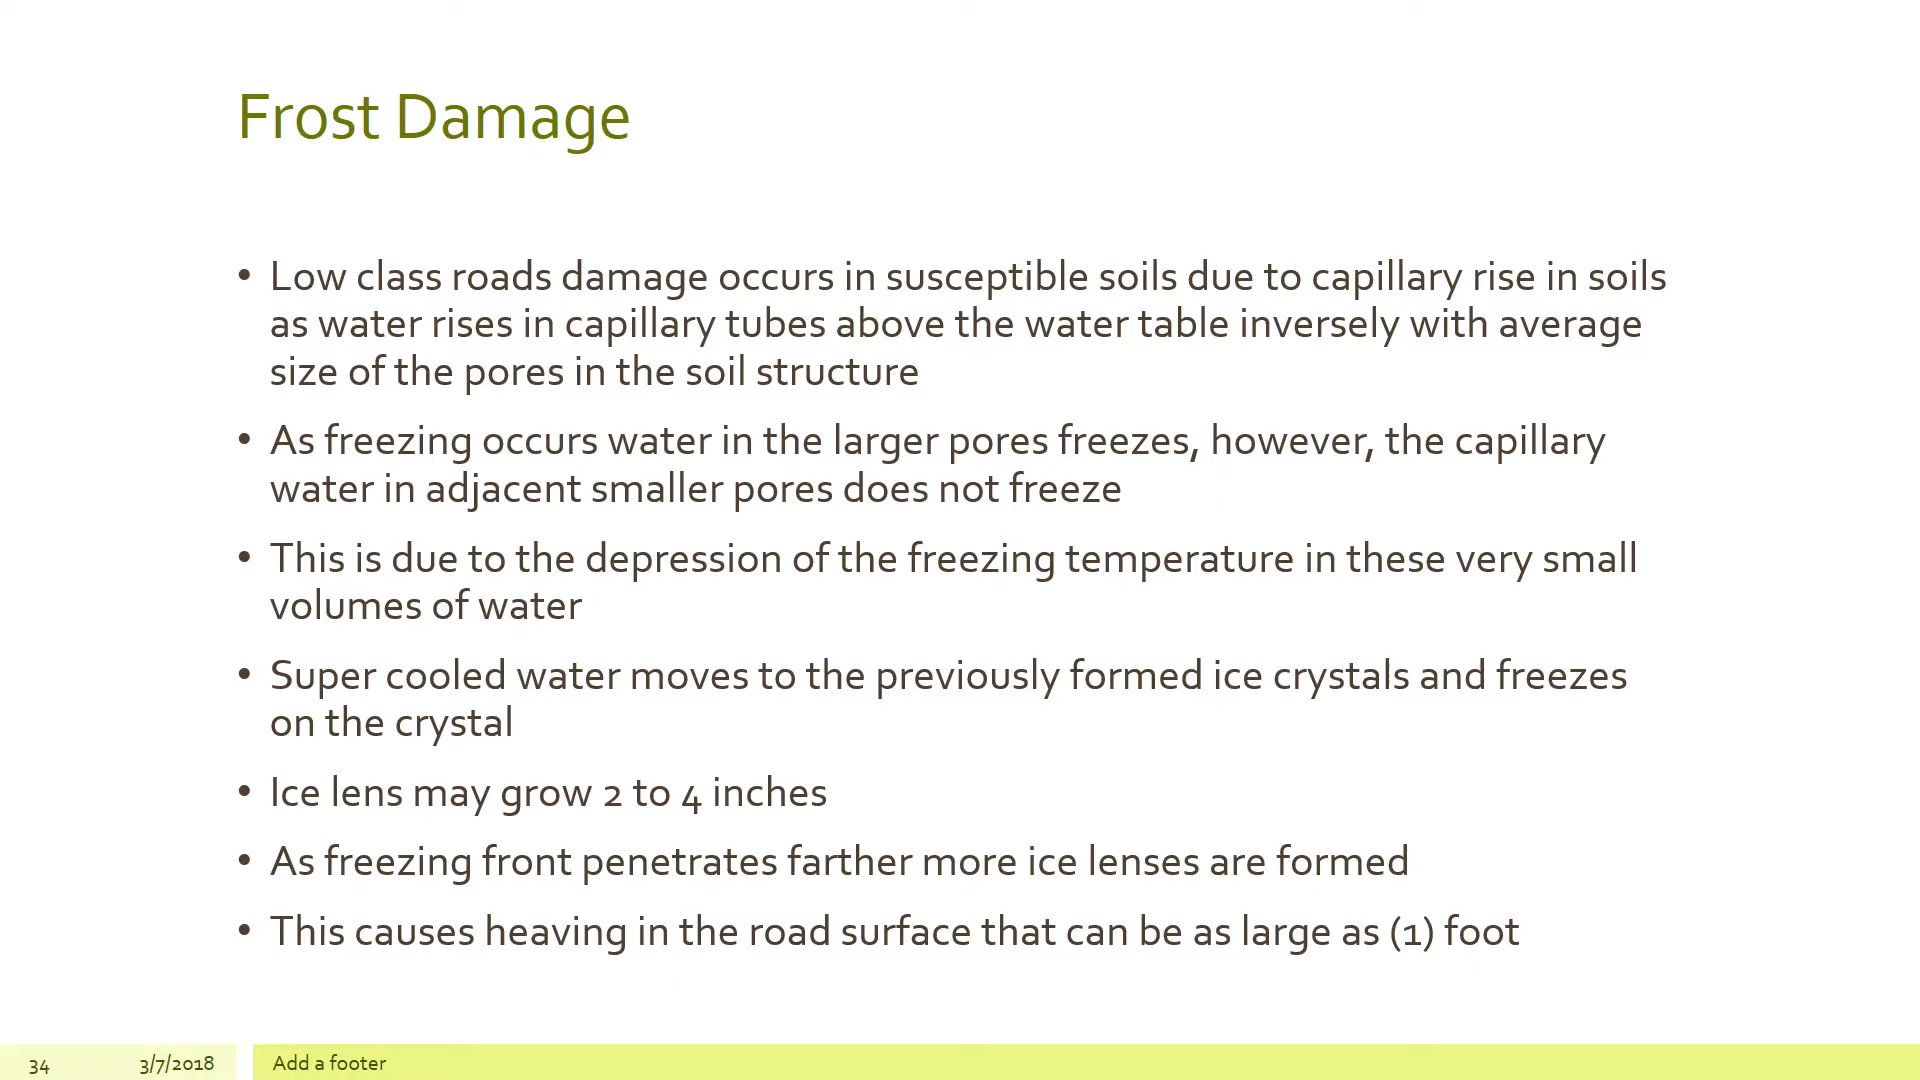 Frost Damage
• Low class roads damage occurs in susceptible soils due to capillary rise in soils
as water rises in capillary tubes above the water table inversely with average
size of the pores in the soil structure
• As freezing occurs water in the larger pores freezes, however, the capillary
water in adjacent smaller pores does not freeze
• This is due to the depression of the freezing temperature in these very small
volumes of water
• Super cooled water moves to the previously formed ice crystals and freezes
on the crystal
• Ice lens may grow 2 to 4 inches
• As freezing front penetrates farther more ice lenses are formed
• This causes heaving in the road surface that can be as large as (1) foot
34 3/7/2018 Add a footer